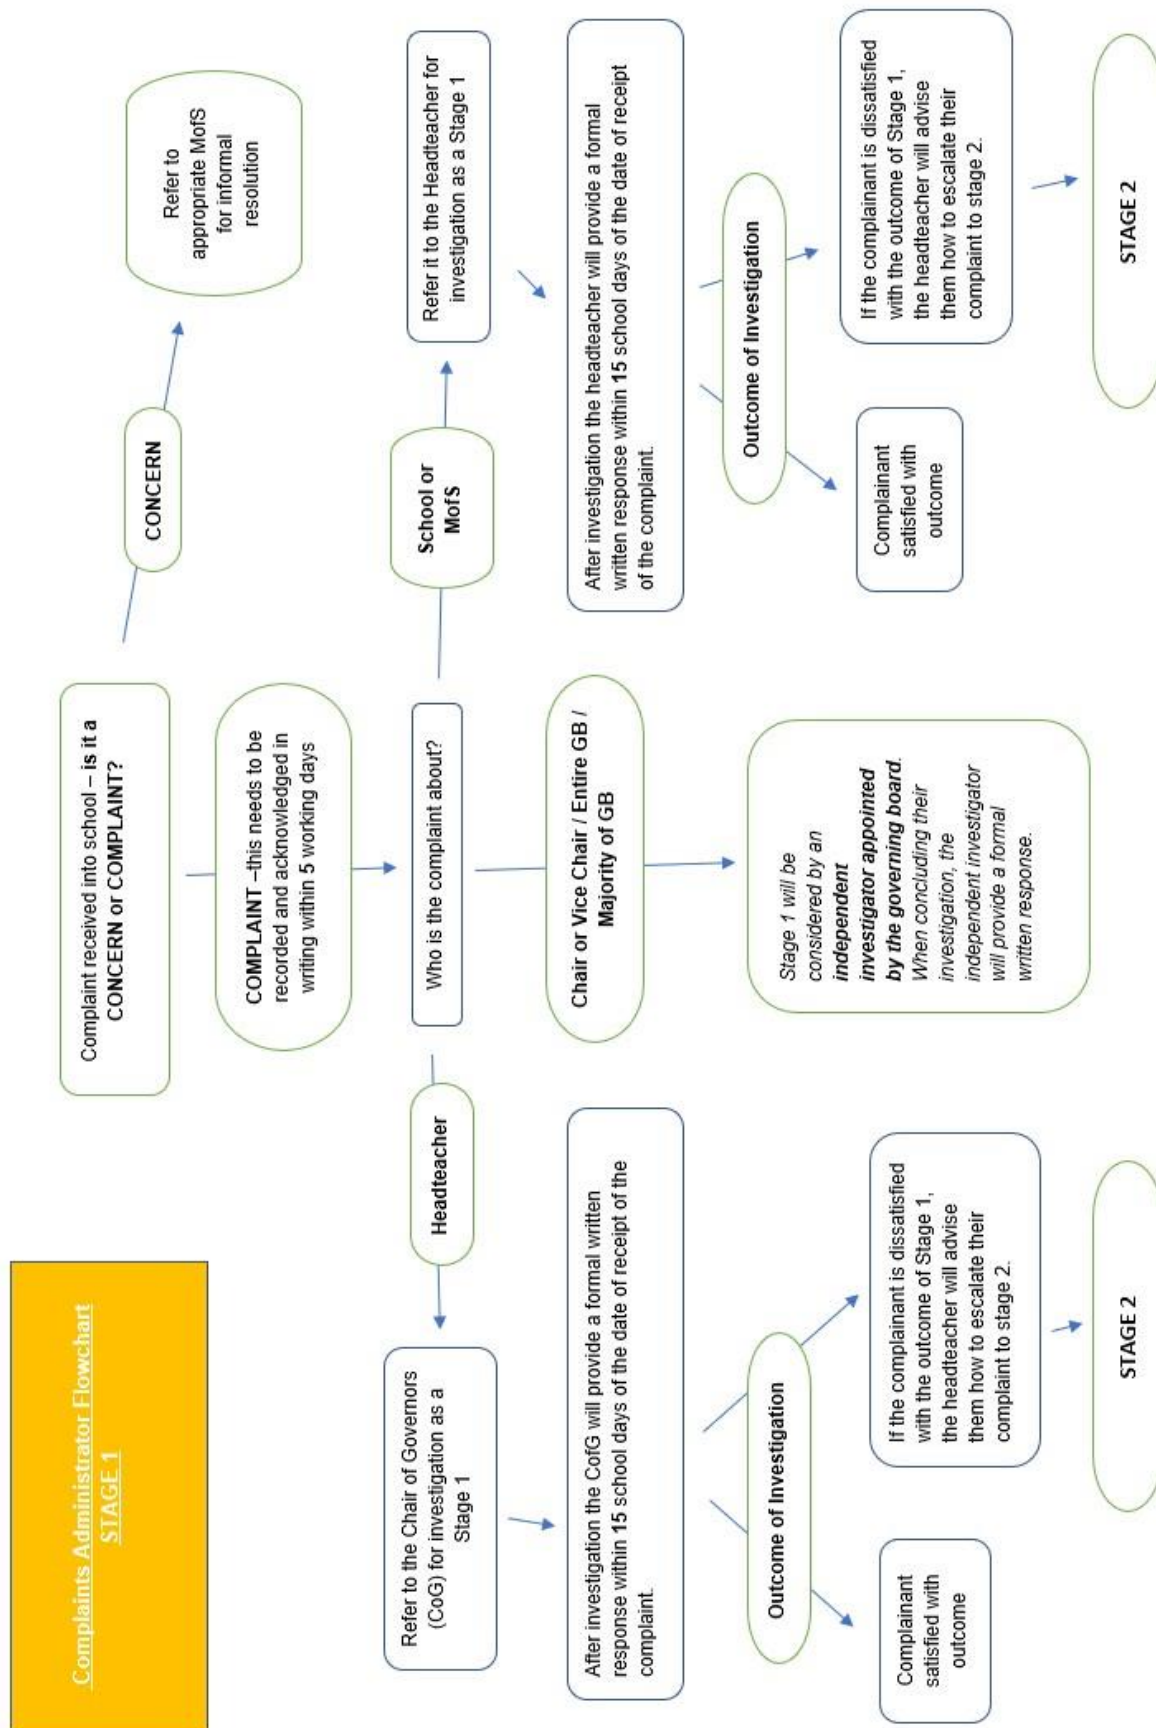 Complaints Administrator Flowchart
STAGE 1
Complaint received into school – is it a
CONCERN or COMPLAINT?
CONCERN
Refer to
appropriate MofS
for informal
resolution
COMPLAINT –this needs to be
recorded and acknowledged in
writing within 5 working days
Who is the complaint about?
Headteacher
Refer to the Chair of Governors
(CoG) for investigation as a
Stage 1
After investigation the CofG will provide a formal written
response within 15 school days of the date of receipt of the
complaint.
Outcome of Investigation
Complainant
satisfied with
outcome
If the complainant is dissatisfied
with the outcome of Stage 1,
the headteacher will advise
them how to escalate their
complaint to stage 2.
STAGE 2
Chair or Vice Chair / Entire GB /
Majority of GB
Stage 1 will be
considered by an
independent
investigator appointed
by the governing board.
When concluding their
investigation, the
independent investigator
will provide a formal
written response.
School or
MofS
Refer it to the Headteacher for
investigation as a Stage 1
After investigation the headteacher will provide a formal
written response within 15 school days of the date of receipt
of the complaint.
Outcome of Investigation
Complainant
satisfied with
outcome
If the complainant is dissatisfied
with the outcome of Stage 1,
the headteacher will advise
them how to escalate their
complaint to stage 2.
STAGE 2